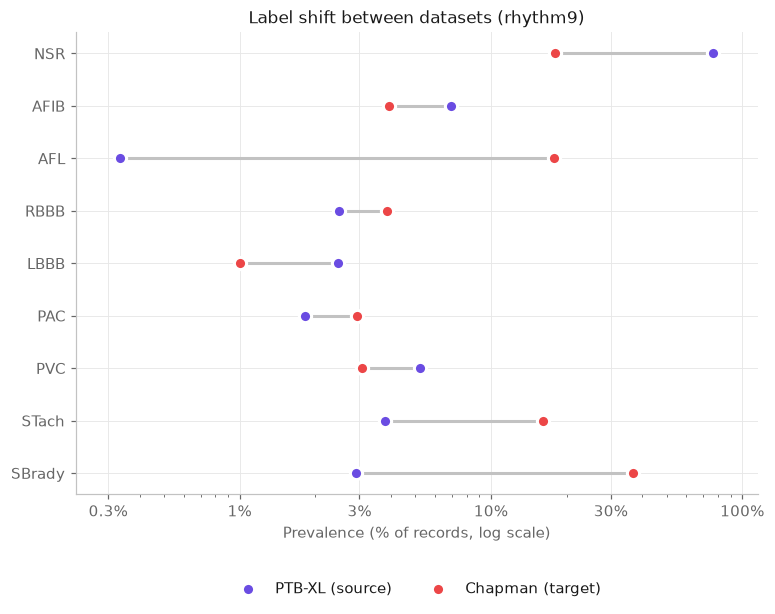 Label shift between datasets (rhythm9)
NSR
AFIB
AFL
RBBB
LBBB
PAC
PVC
STach
SBrady
0.3% 1% 3% 10% 30% 100%
Prevalence (% of records, log scale)
PTB-XL (source) Chapman (target)